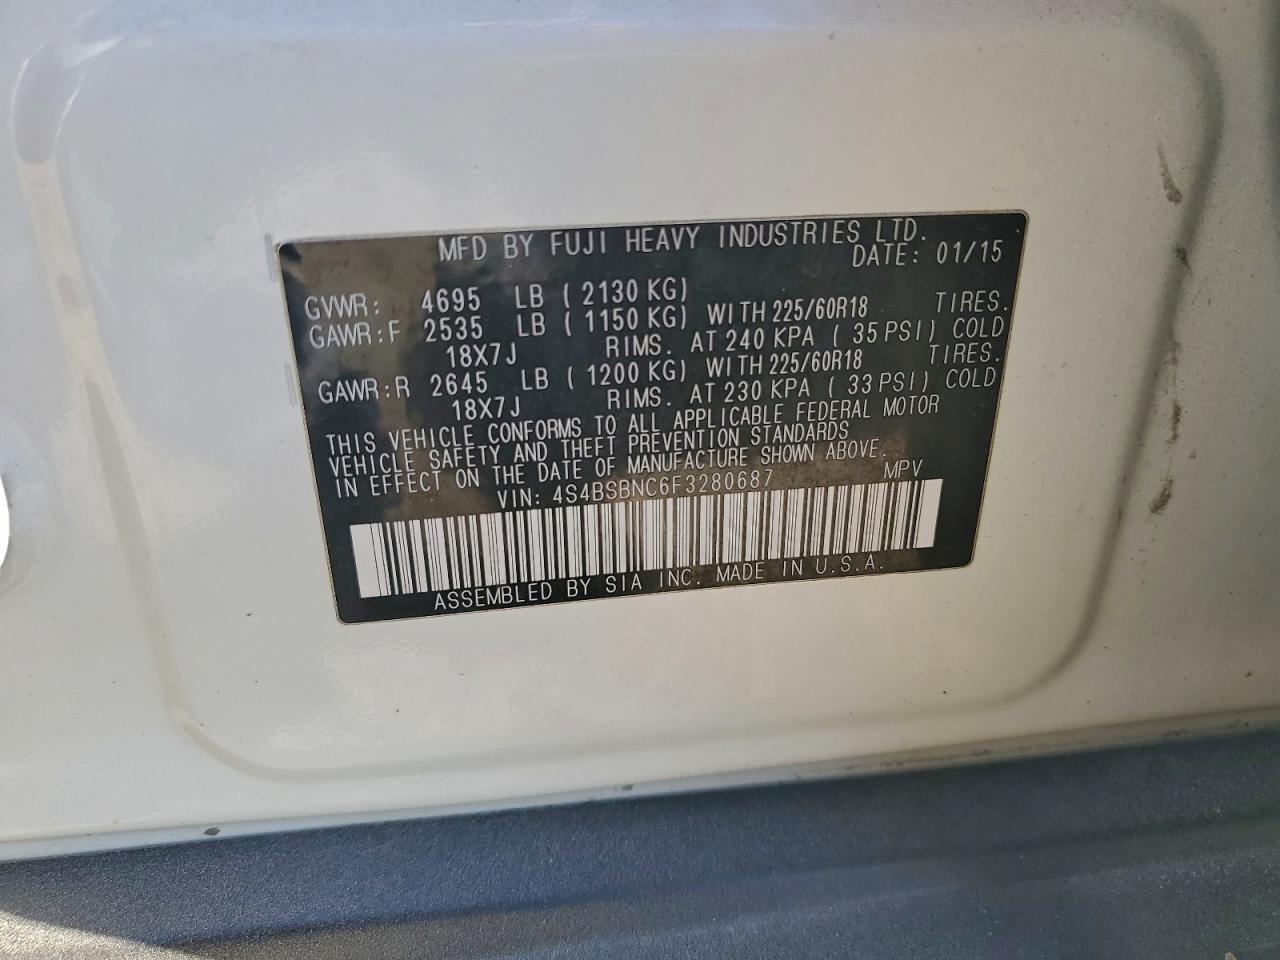 MFD BY FUJI HEAVY INDUSTRIES LTD.
DATE: 01/15
GVWR: 4695 LB (2130 KG)
GAWR:F 2535 LB (1150 KG) WITH 225/60R18 TIRES.
18X7J RIMS. AT 240 KPA (35 PSI) COLD
GAWR:R 2645 LB (1200 KG) WITH 225/60R18 TIRES.
18X7J RIMS. AT 230 KPA (33 PSI) COLD
THIS VEHICLE CONFORMS TO ALL APPLICABLE FEDERAL MOTOR
VEHICLE SAFETY AND THEFT PREVENTION STANDARDS
IN EFFECT ON THE DATE OF MANUFACTURE SHOWN ABOVE.
VIN: 4S4BSBNC6F3280687 MPV
ASSEMBLED BY SIA INC. MADE IN U.S.A.